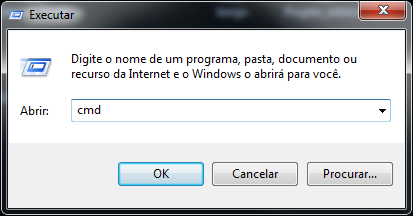 Executar
Digite o nome de um programa, pasta, documento ou
recurso da Internet e o Windows o abrirá para você.
Abrir: cmd
OK Cancelar Procurar...